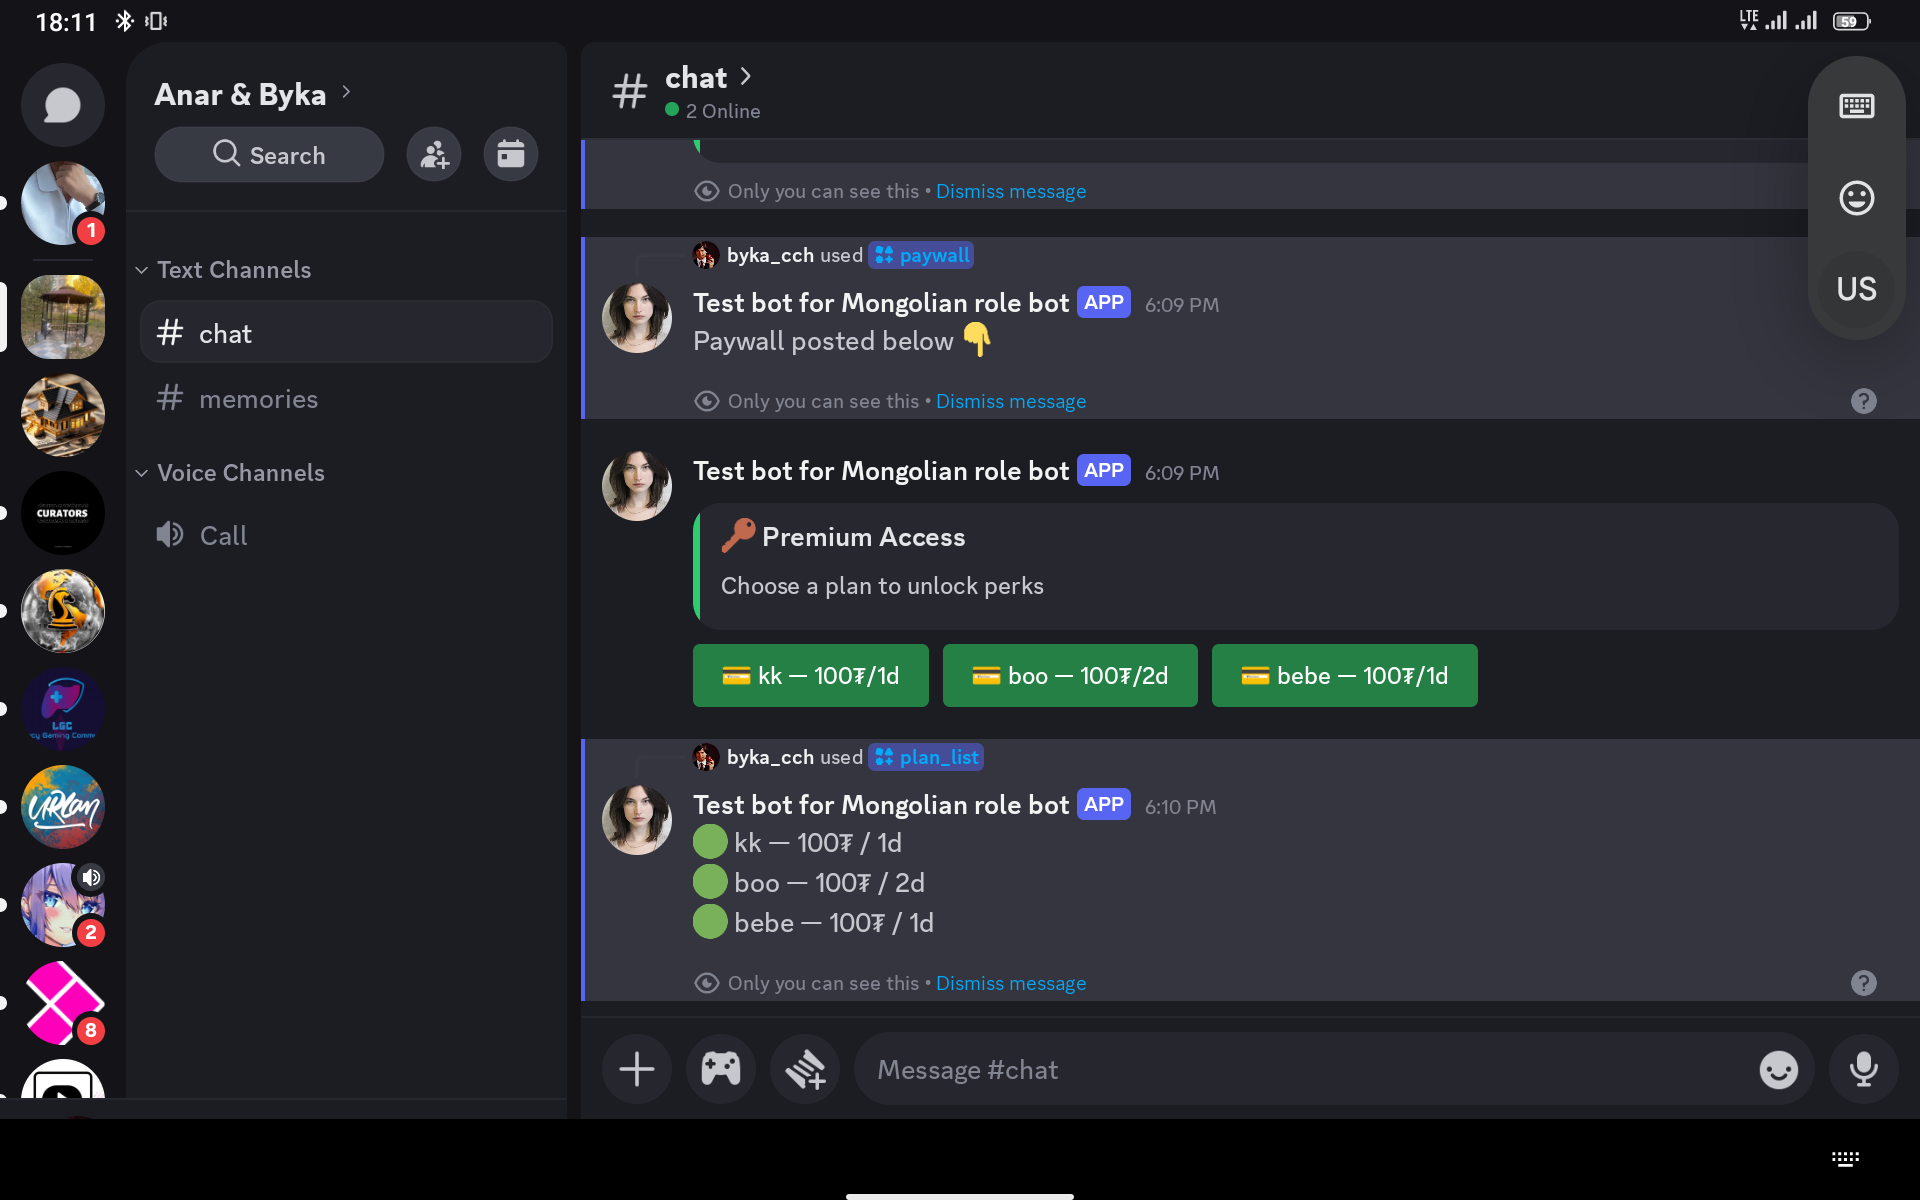 18:11
LTE
59
Anar & Byka
Search
1
Text Channels
chat
memories
Voice Channels
Call
CURATORS
LGC
cy Gaming Comm
URLan
2
8
# chat
2 Online
Only you can see this • Dismiss message
byka_cch used paywall
Test bot for Mongolian role bot APP 6:09 PM
Paywall posted below 👇
Only you can see this • Dismiss message
?
Test bot for Mongolian role bot APP 6:09 PM
🔑 Premium Access
Choose a plan to unlock perks
💳 kk — 100₮/1d
💳 boo — 100₮/2d
💳 bebe — 100₮/1d
byka_cch used plan_list
Test bot for Mongolian role bot APP 6:10 PM
🟢 kk — 100₮ / 1d
🟢 boo — 100₮ / 2d
🟢 bebe — 100₮ / 1d
Only you can see this • Dismiss message
?
Message #chat
US